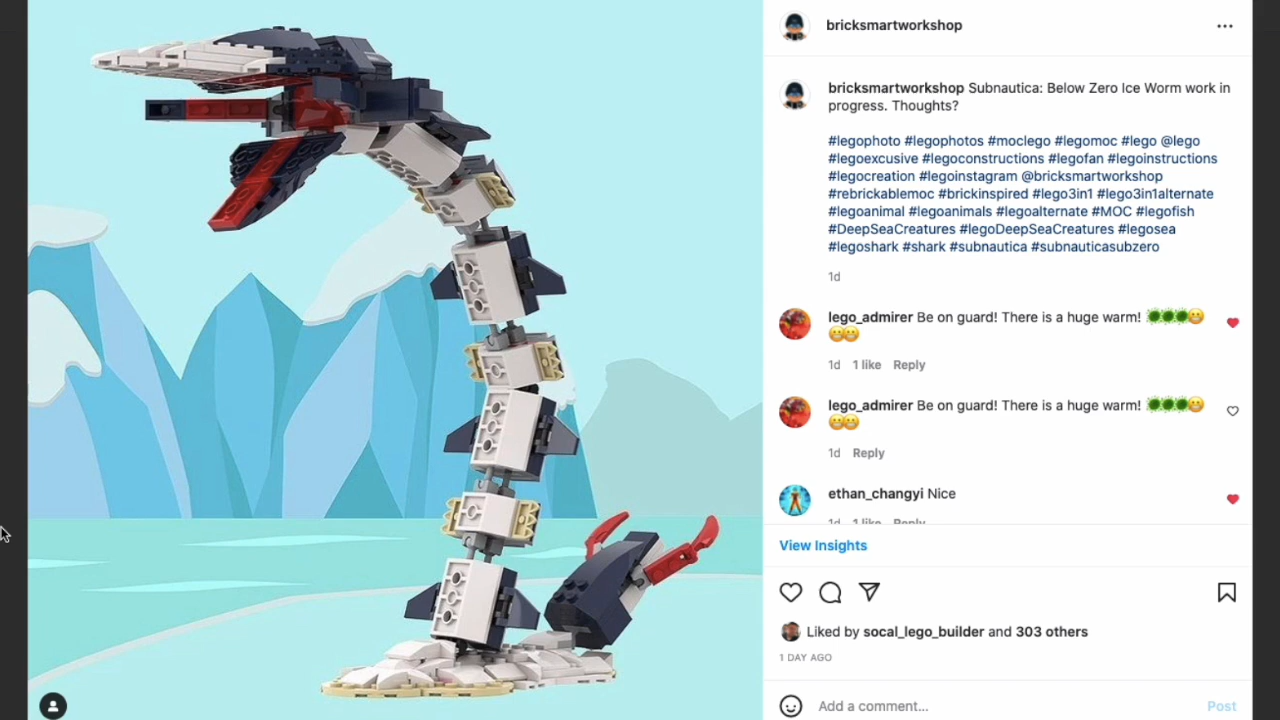 bricksmartworkshop
bricksmartworkshop Subnautica: Below Zero Ice Worm work in
progress. Thoughts?
#legophoto #legophotos #moclego #legomoc #lego @lego
#legoexcusive #legoconstructions #legofan #legoinstructions
#legocreation #legoinstagram @bricksmartworkshop
#rebrickablemoc #brickinspired #lego3in1 #lego3in1alternate
#legoanimal #legoanimals #legoalternate #MOC #legofish
#DeepSeaCreatures #legoDeepSeaCreatures #legosea
#legoshark #shark #subnautica #subnauticasubzero
1d
lego_admirer Be on guard! There is a huge warm!
1d 1 like Reply
lego_admirer Be on guard! There is a huge warm!
1d Reply
ethan_changyi Nice
1d 1 like Reply
View Insights
Liked by socal_lego_builder and 303 others
1 DAY AGO
Add a comment... Post